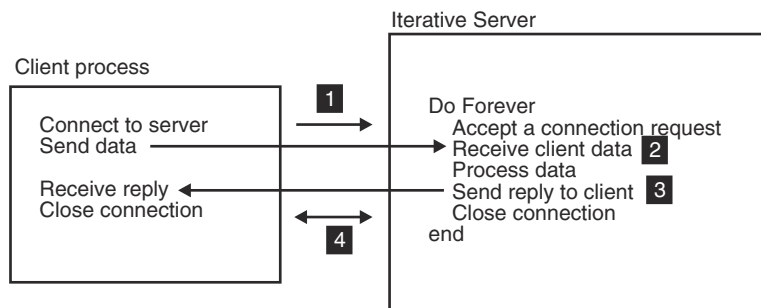 Iterative Server
Client process
1
Do Forever
Connect to server
Accept a connection request
Send data
Receive client data 2
Process data
Receive reply
Send reply to client 3
Close connection
Close connection
4
end